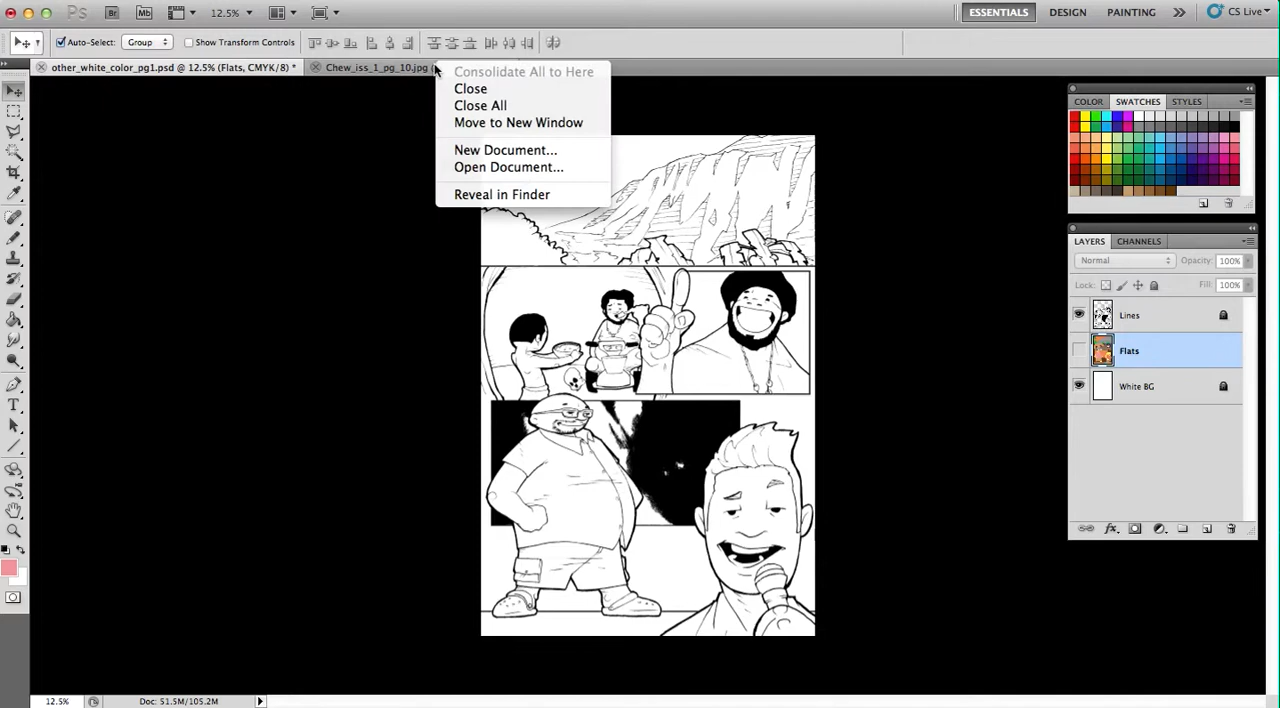 Ps Br Mb 12.5% ESSENTIALS DESIGN PAINTING CS Live
Auto-Select: Group Show Transform Controls
other_white_color_pg1.psd @ 12.5% (Flats, CMYK/8) * Chew_iss_1_pg_10.jpg
Consolidate All to Here
Close
Close All
Move to New Window
New Document...
Open Document...
Reveal in Finder
COLOR SWATCHES STYLES
LAYERS CHANNELS
Normal Opacity: 100%
Lock: Fill: 100%
Lines
Flats
White BG
12.5% Doc: 51.5M/105.2M